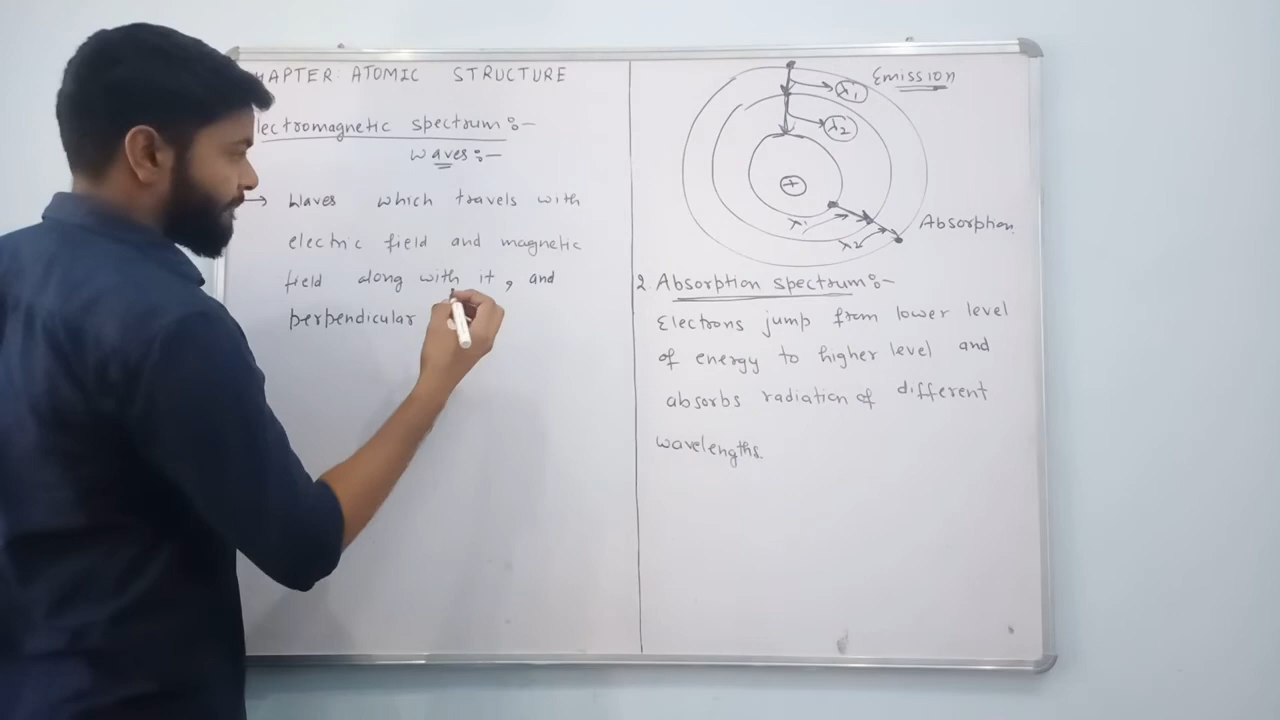 HAPTER: ATOMIC STRUCTURE
lectromagnetic spectrum:-
waves:-
→ Waves which travels with
electric field and magnetic
field along with it, and
perpendicular
Emission
λ1
λ2
+
λ1
λ2
Absorption
2. Absorption spectrum:-
Electrons jump from lower level
of energy to higher level and
absorbs radiation of different
wavelengths.